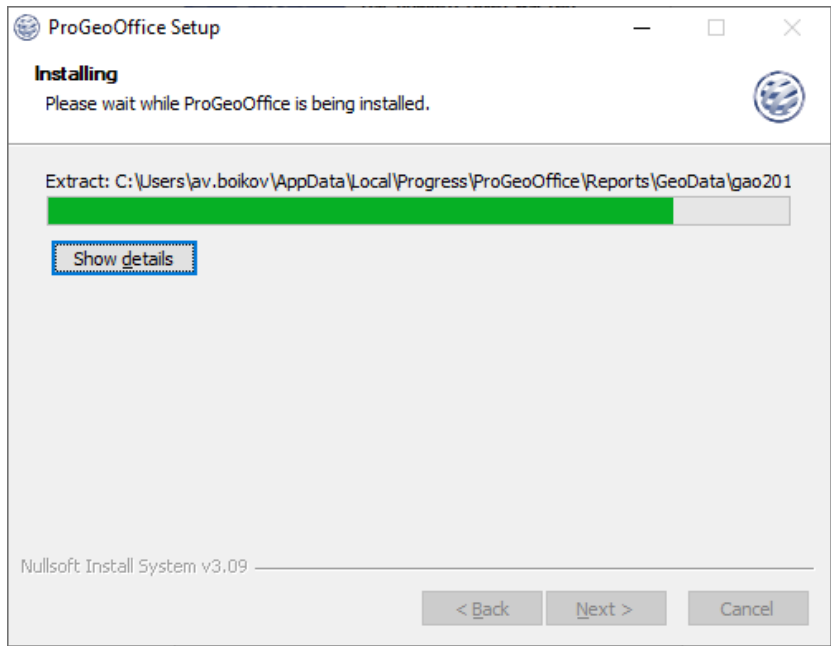 ProGeoOffice Setup
Installing
Please wait while ProGeoOffice is being installed.
Extract: C:\Users\av.boikov\AppData\Local\Progress\ProGeoOffice\Reports\GeoData\gao201
Show details
Nullsoft Install System v3.09
< Back Next > Cancel